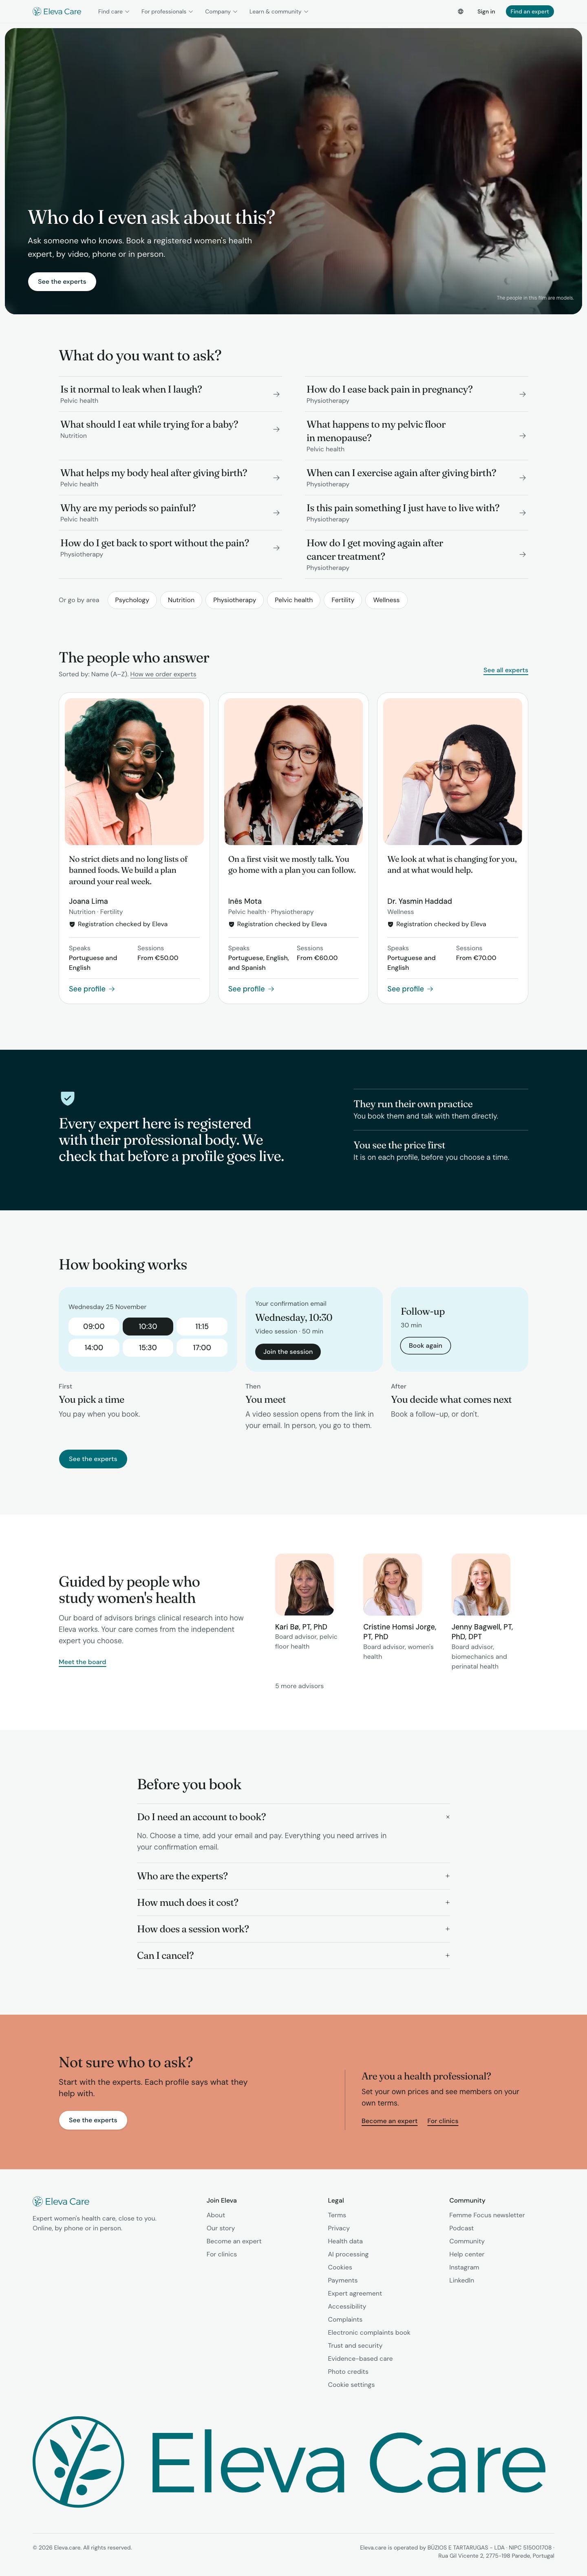 Eleva Care
Find care
For professionals
Company
Learn & community
Sign in
Find an expert
Who do I even ask about this?
Ask someone who knows. Book a registered women's health
expert, by video, phone or in person.
See the experts
The people in this film are models.
What do you want to ask?
Is it normal to leak when I laugh?
Pelvic health
How do I ease back pain in pregnancy?
Physiotherapy
What should I eat while trying for a baby?
Nutrition
What happens to my pelvic floor
in menopause?
Pelvic health
What helps my body heal after giving birth?
Pelvic health
When can I exercise again after giving birth?
Physiotherapy
Why are my periods so painful?
Pelvic health
Is this pain something I just have to live with?
Physiotherapy
How do I get back to sport without the pain?
Physiotherapy
How do I get moving again after
cancer treatment?
Physiotherapy
Or go by area
Psychology
Nutrition
Physiotherapy
Pelvic health
Fertility
Wellness
The people who answer
Sorted by: Name (A–Z). How we order experts
See all experts
No strict diets and no long lists of
banned foods. We build a plan
around your real week.
Joana Lima
Nutrition · Fertility
Registration checked by Eleva
Speaks
Portuguese and
English
Sessions
From €50.00
See profile
On a first visit we mostly talk. You
go home with a plan you can follow.
Inês Mota
Pelvic health · Physiotherapy
Registration checked by Eleva
Speaks
Portuguese, English,
and Spanish
Sessions
From €60.00
See profile
We look at what is changing for you,
and at what would help.
Dr. Yasmin Haddad
Wellness
Registration checked by Eleva
Speaks
Portuguese and
English
Sessions
From €70.00
See profile
Every expert here is registered
with their professional body. We
check that before a profile goes live.
They run their own practice
You book them and talk with them directly.
You see the price first
It is on each profile, before you choose a time.
How booking works
Wednesday 25 November
09:00
10:30
11:15
14:00
15:30
17:00
First
You pick a time
You pay when you book.
Your confirmation email
Wednesday, 10:30
Video session · 50 min
Join the session
Then
You meet
A video session opens from the link in
your email. In person, you go to them.
Follow-up
30 min
Book again
After
You decide what comes next
Book a follow-up, or don't.
See the experts
Guided by people who
study women's health
Our board of advisors brings clinical research into how
Eleva works. Your care comes from the independent
expert you choose.
Meet the board
Kari Bø, PT, PhD
Board advisor, pelvic
floor health
Cristine Homsi Jorge,
PT, PhD
Board advisor, women's
health
Jenny Bagwell, PT,
PhD, DPT
Board advisor,
biomechanics and
perinatal health
5 more advisors
Before you book
Do I need an account to book?
No. Choose a time, add your email and pay. Everything you need arrives in
your confirmation email.
Who are the experts?
How much does it cost?
How does a session work?
Can I cancel?
Not sure who to ask?
Start with the experts. Each profile says what they
help with.
See the experts
Are you a health professional?
Set your own prices and see members on your
own terms.
Become an expert
For clinics
Eleva Care
Expert women's health care, close to you.
Online, by phone or in person.
Join Eleva
About
Our story
Become an expert
For clinics
Legal
Terms
Privacy
Health data
AI processing
Cookies
Payments
Expert agreement
Accessibility
Complaints
Electronic complaints book
Trust and security
Evidence-based care
Photo credits
Cookie settings
Community
Femme Focus newsletter
Podcast
Community
Help center
Instagram
LinkedIn
Eleva Care
© 2026 Eleva.care. All rights reserved.
Eleva.care is operated by BÚZIOS E TARTARUGAS - LDA · NIPC 515001708 ·
Rua Gil Vicente 2, 2775-198 Parede, Portugal